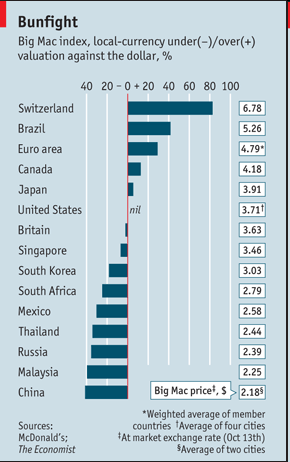 Bunfight
Big Mac index, local-currency under(−)/over(+)
valuation against the dollar, %
40 20 − 0 + 20 40 60 80 100
Switzerland 6.78
Brazil 5.26
Euro area 4.79*
Canada 4.18
Japan 3.91
United States nil 3.71†
Britain 3.63
Singapore 3.46
South Korea 3.03
South Africa 2.79
Mexico 2.58
Thailand 2.44
Russia 2.39
Malaysia 2.25
China Big Mac price‡, $ 2.18§
*Weighted average of member
Sources: countries †Average of four cities
McDonald's; ‡At market exchange rate (Oct 13th)
The Economist §Average of two cities